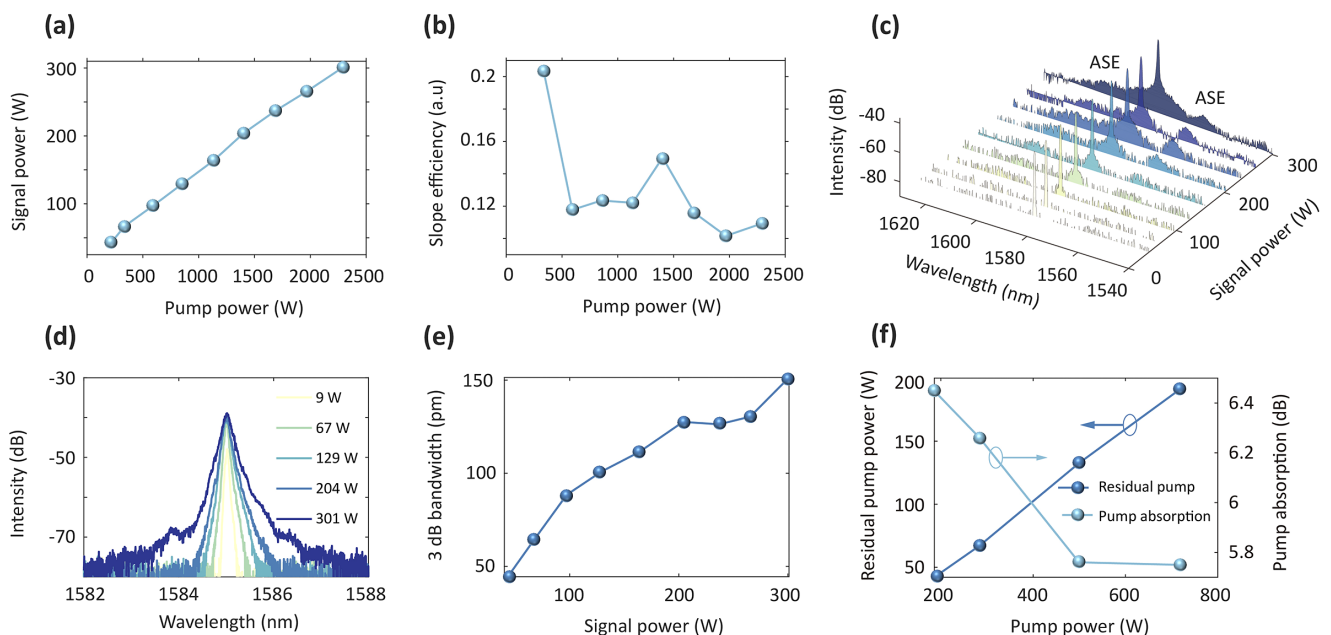 (a)
300
200
100
0 500 1000 1500 2000 2500
Signal power (W)
Pump power (W)
(b)
0.2
0.16
0.12
0 500 1000 1500 2000 2500
Slope efficiency (a.u)
Pump power (W)
(c)
ASE
ASE
-40
-60
-80
Intensity (dB)
1620 1600 1580 1560 1540
Wavelength (nm)
0 100 200 300
Signal power (W)
(d)
-30
-50
-70
Intensity (dB)
9 W
67 W
129 W
204 W
301 W
1582 1584 1586 1588
Wavelength (nm)
(e)
150
100
50
3 dB bandwidth (pm)
100 200 300
Signal power (W)
(f)
200
150
100
50
Residual pump power (W)
6.4
6.2
6
5.8
Pump absorption (dB)
Residual pump
Pump absorption
200 400 600 800
Pump power (W)